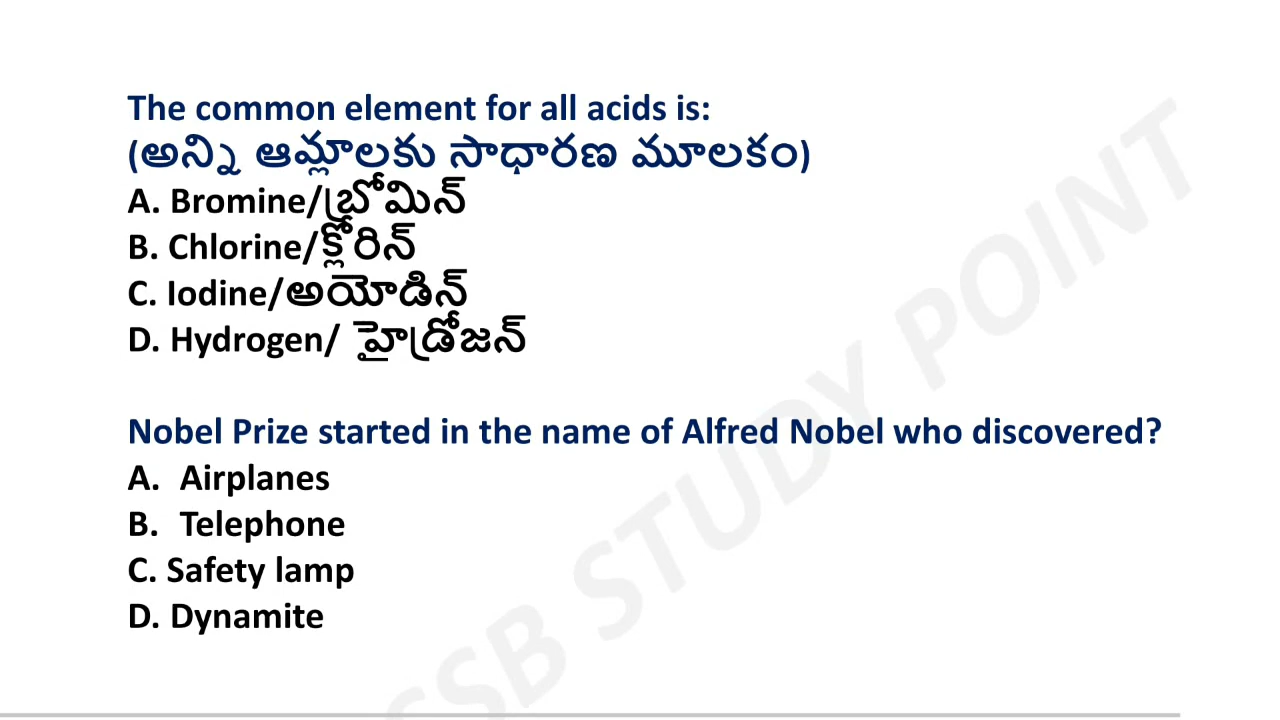 The common element for all acids is:
(అన్ని ఆమ్లాలకు సాధారణ మూలకం)
A. Bromine/బ్రోమిన్
B. Chlorine/క్లోరిన్
C. Iodine/అయోడిన్
D. Hydrogen/ హైడ్రోజన్
Nobel Prize started in the name of Alfred Nobel who discovered?
A. Airplanes
B. Telephone
C. Safety lamp
D. Dynamite
SSB STUDY POINT